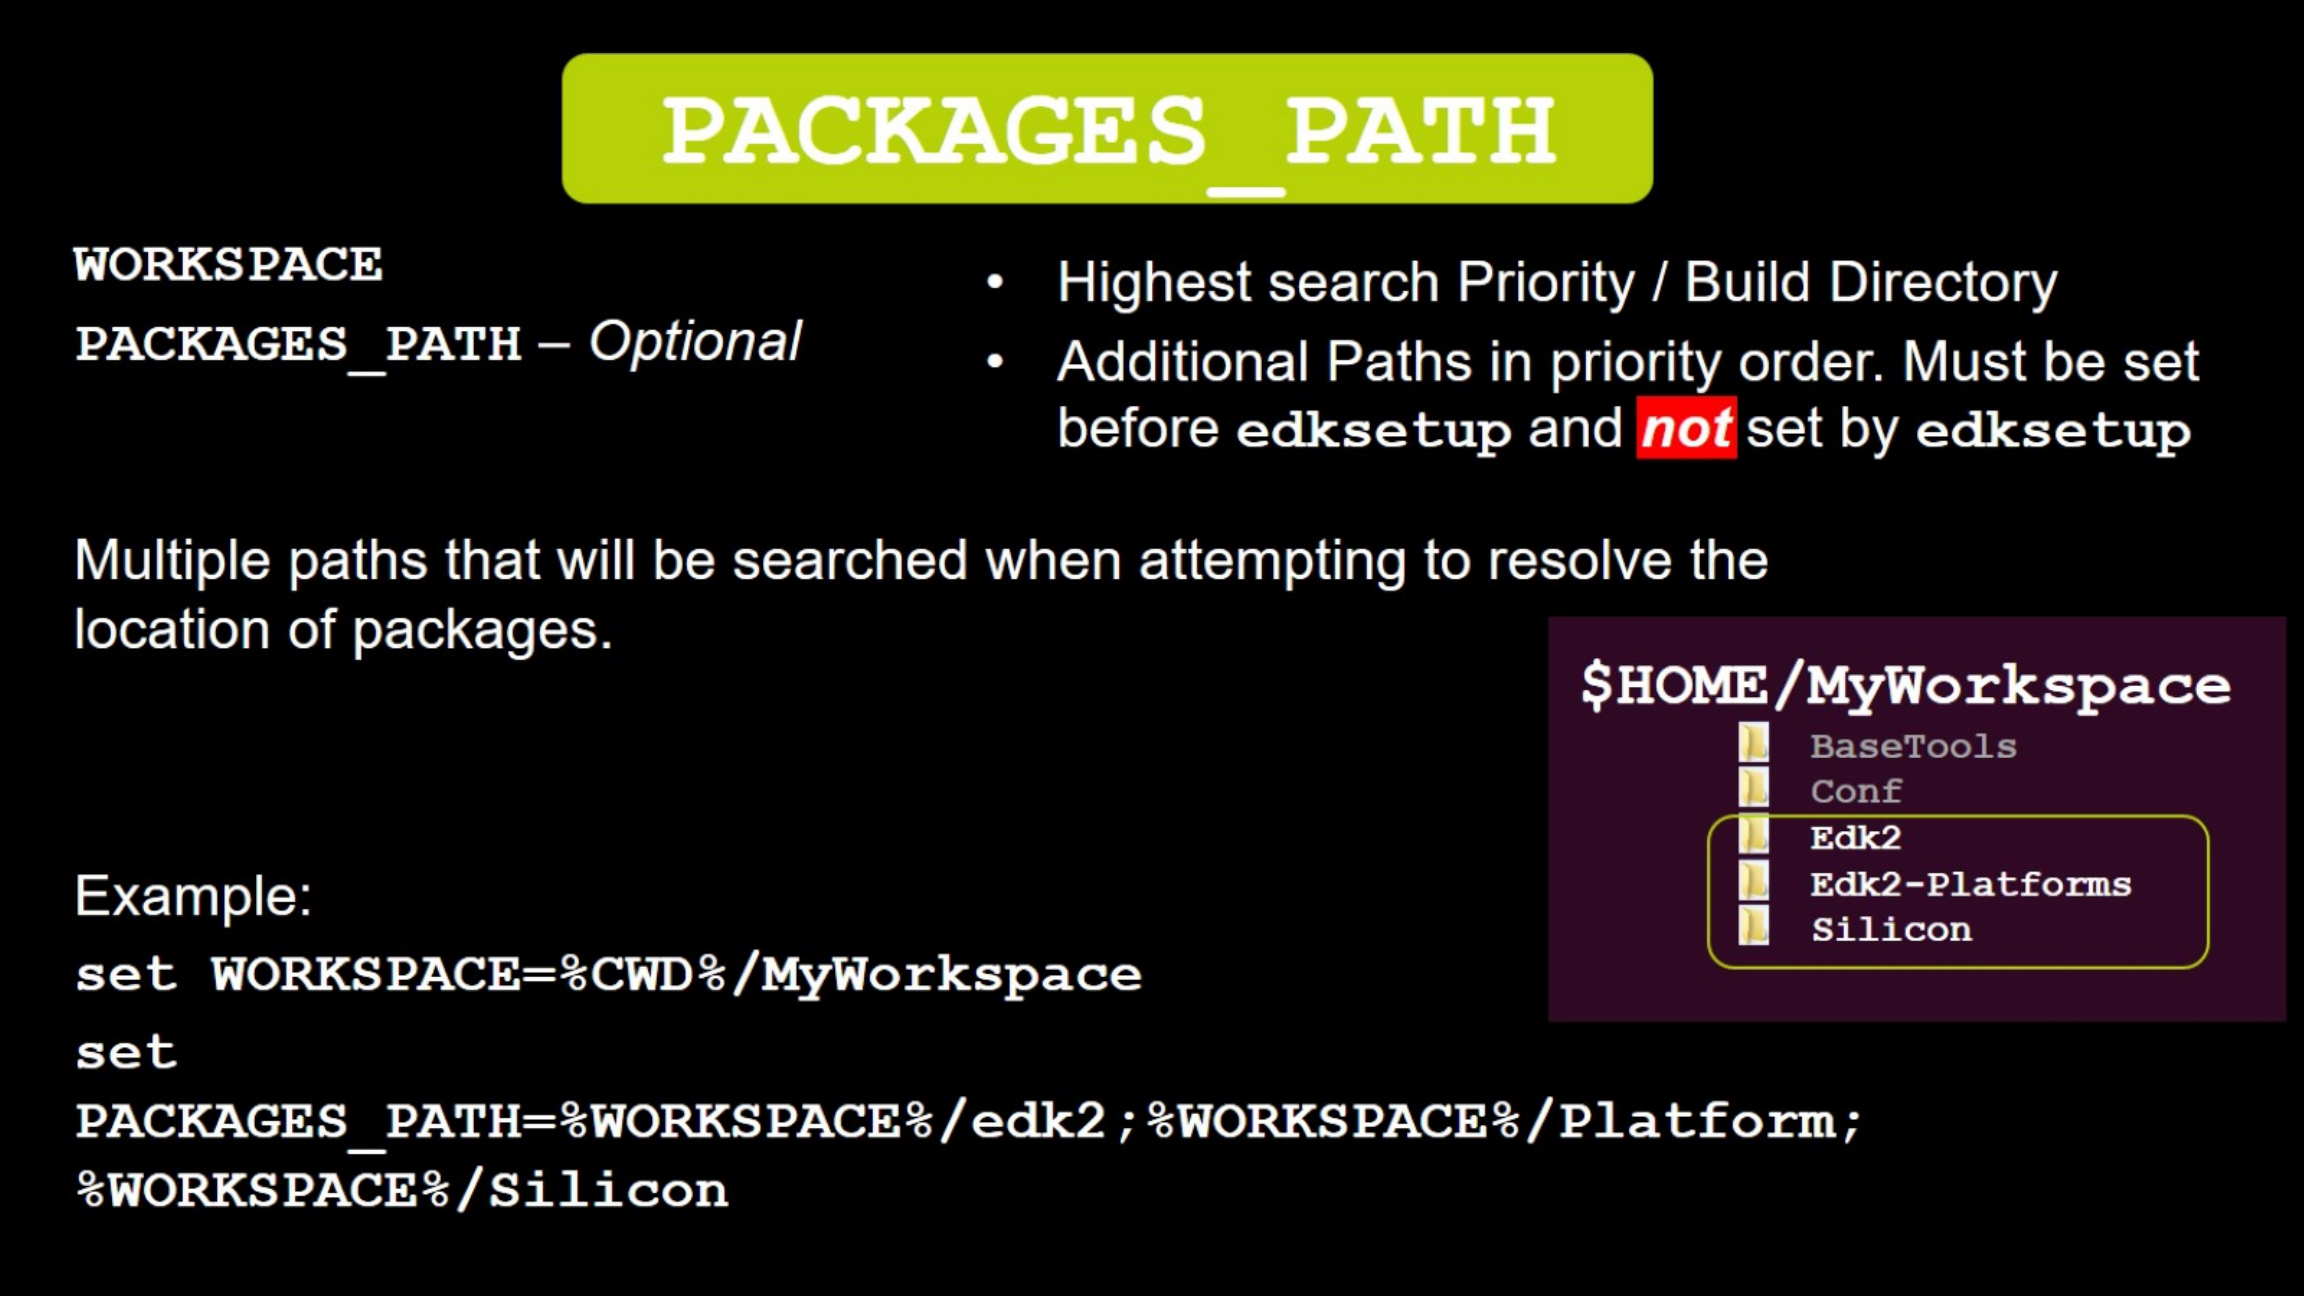 PACKAGES_PATH
WORKSPACE
PACKAGES_PATH – Optional
• Highest search Priority / Build Directory
• Additional Paths in priority order. Must be set
before edksetup and not set by edksetup
Multiple paths that will be searched when attempting to resolve the
location of packages.
$HOME/MyWorkspace
BaseTools
Conf
Edk2
Edk2-Platforms
Silicon
Example:
set WORKSPACE=%CWD%/MyWorkspace
set
PACKAGES_PATH=%WORKSPACE%/edk2;%WORKSPACE%/Platform;
%WORKSPACE%/Silicon